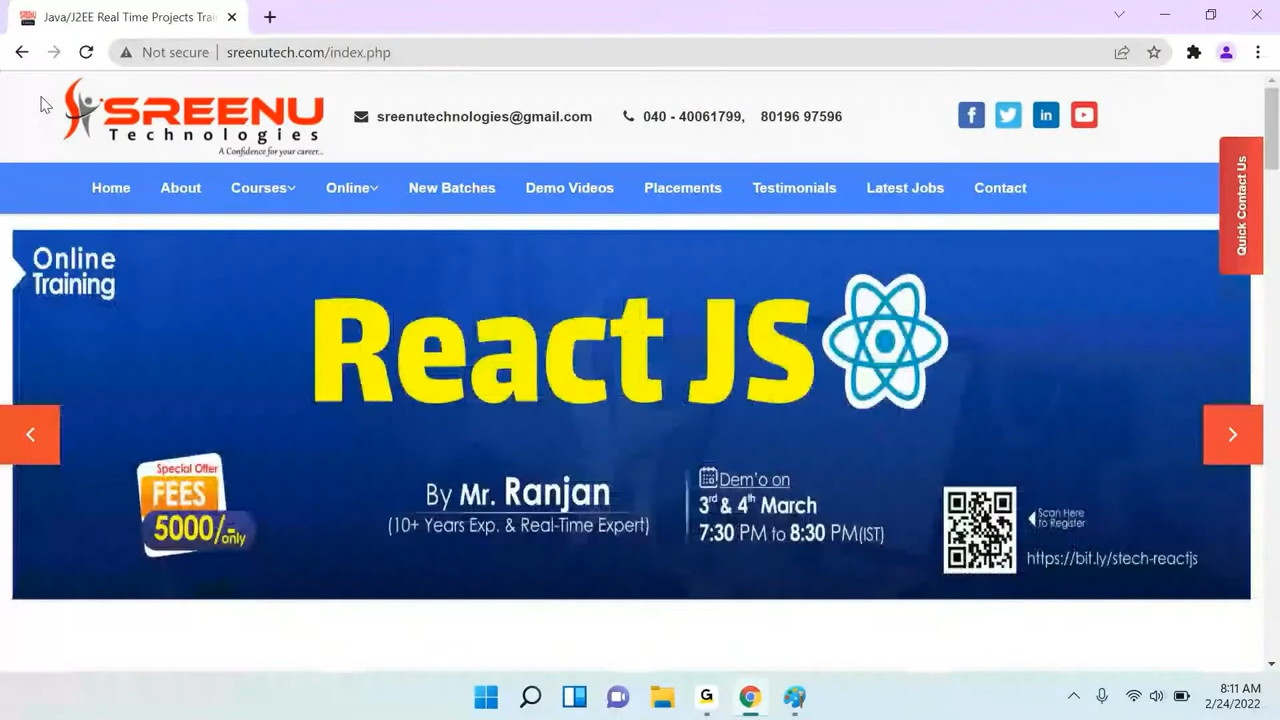 Java/J2EE Real Time Projects Trai
Not secure
sreenutech.com/index.php
SREENU
Technologies
A Confidence for your career...
sreenutechnologies@gmail.com
040 - 40061799, 80196 97596
Home About Courses Online New Batches Demo Videos Placements Testimonials Latest Jobs Contact
Quick Contact Us
Online
Training
React JS
Special Offer
FEES
5000/-
only
By Mr. Ranjan
(10+ Years Exp. & Real-Time Expert)
Dem'o on
3rd & 4th March
7:30 PM to 8:30 PM(IST)
Scan Here
to Register
https://bit.ly/stech-reactjs
8:11 AM
2/24/2022